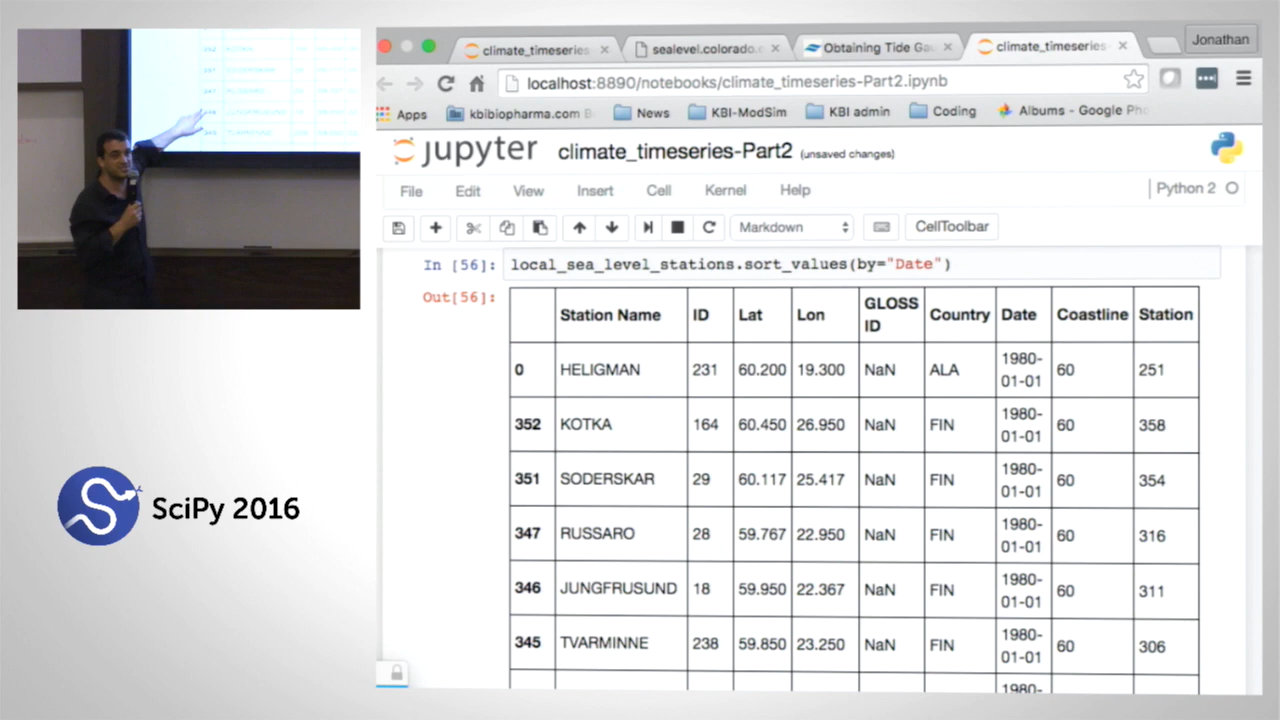 Jonathan
climate_timeseries
sealevel.colorado.
Obtaining Tide Gau
climate_timeseries
localhost:8890/notebooks/climate_timeseries-Part2.ipynb
Apps kbibiopharma.com News KBI-ModSim KBI admin Coding Albums - Google Pho
jupyter climate_timeseries-Part2 (unsaved changes)
File Edit View Insert Cell Kernel Help Python 2
Markdown CellToolbar
In [56]: local_sea_level_stations.sort_values(by="Date")
Out[56]:
Station Name ID Lat Lon GLOSS ID Country Date Coastline Station
0 HELIGMAN 231 60.200 19.300 NaN ALA 1980-01-01 60 251
352 KOTKA 164 60.450 26.950 NaN FIN 1980-01-01 60 358
351 SODERSKAR 29 60.117 25.417 NaN FIN 1980-01-01 60 354
347 RUSSARO 28 59.767 22.950 NaN FIN 1980-01-01 60 316
346 JUNGFRUSUND 18 59.950 22.367 NaN FIN 1980-01-01 60 311
345 TVARMINNE 238 59.850 23.250 NaN FIN 1980-01-01 60 306
1980-
SciPy 2016